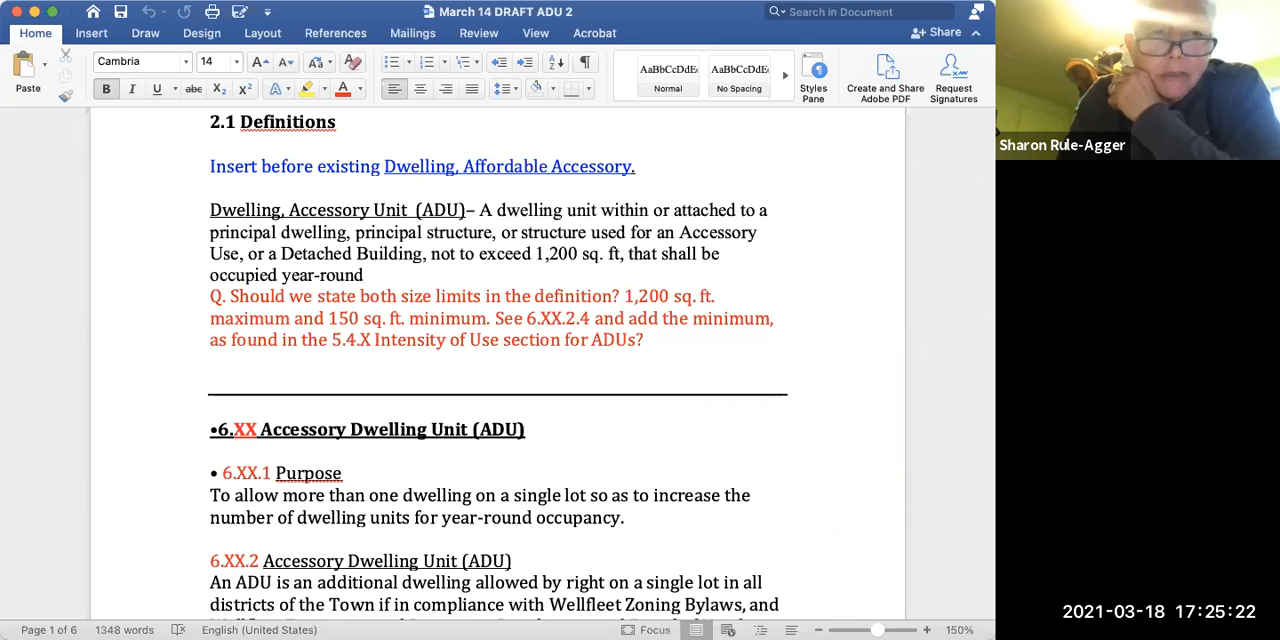 March 14 DRAFT ADU 2
Search in Document
Home Insert Draw Design Layout References Mailings Review View Acrobat Share
Paste
Cambria 14
AaBbCcDdE Normal
AaBbCcDdE No Spacing
Styles Pane
Create and Share Adobe PDF
Request Signatures
2.1 Definitions
Insert before existing Dwelling, Affordable Accessory.
Dwelling, Accessory Unit (ADU)– A dwelling unit within or attached to a
principal dwelling, principal structure, or structure used for an Accessory
Use, or a Detached Building, not to exceed 1,200 sq. ft, that shall be
occupied year-round
Q. Should we state both size limits in the definition? 1,200 sq. ft.
maximum and 150 sq. ft. minimum. See 6.XX.2.4 and add the minimum,
as found in the 5.4.X Intensity of Use section for ADUs?
•6.XX Accessory Dwelling Unit (ADU)
• 6.XX.1 Purpose
To allow more than one dwelling on a single lot so as to increase the
number of dwelling units for year-round occupancy.
6.XX.2 Accessory Dwelling Unit (ADU)
An ADU is an additional dwelling allowed by right on a single lot in all
districts of the Town if in compliance with Wellfleet Zoning Bylaws, and
Page 1 of 6 1348 words English (United States) Focus 150%
Sharon Rule-Agger
2021-03-18 17:25:22